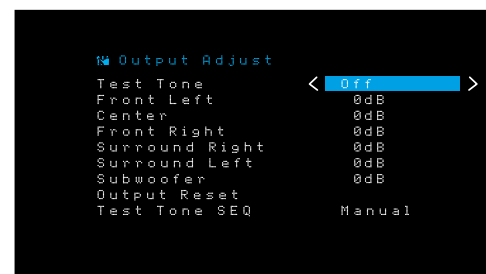 Output Adjust
Test Tone < Off >
Front Left 0dB
Center 0dB
Front Right 0dB
Surround Right 0dB
Surround Left 0dB
Subwoofer 0dB
Output Reset
Test Tone SEQ Manual